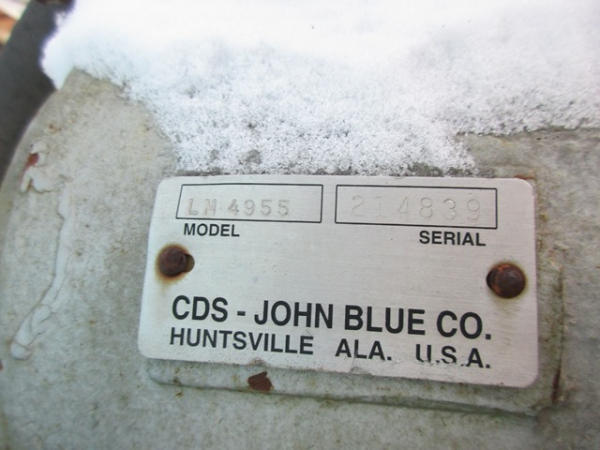 LM 4955 214839
MODEL SERIAL
CDS - JOHN BLUE CO.
HUNTSVILLE ALA. U.S.A.